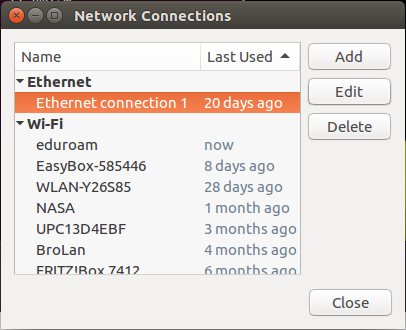 Network Connections
Name Last Used
Add
Edit
Delete
Ethernet
Ethernet connection 1 20 days ago
Wi-Fi
eduroam now
EasyBox-585446 8 days ago
WLAN-Y26S85 28 days ago
NASA 1 month ago
UPC13D4EBF 3 months ago
BroLan 4 months ago
FRITZ!Box 7412 6 months ago
Close